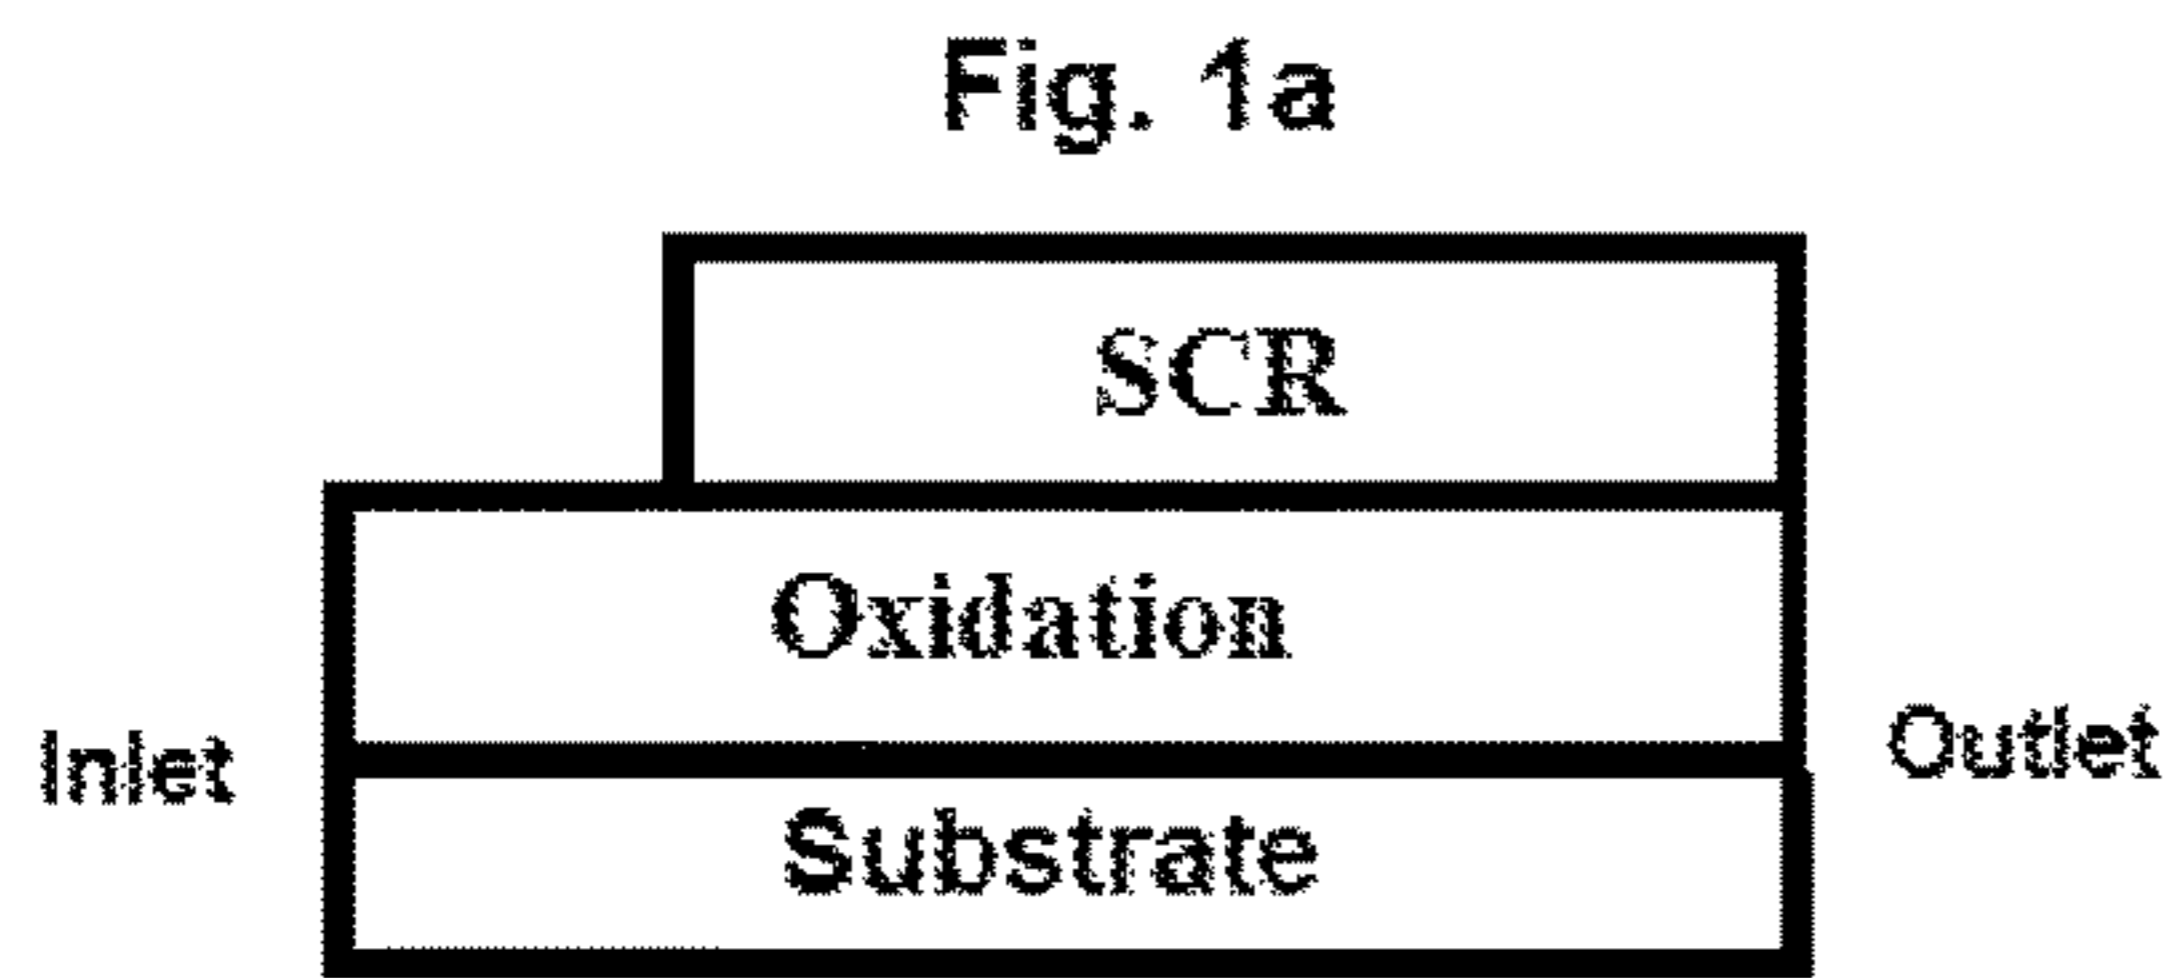 Fig. 1a
SCR
Oxidation
Inlet
Outlet
Substrate